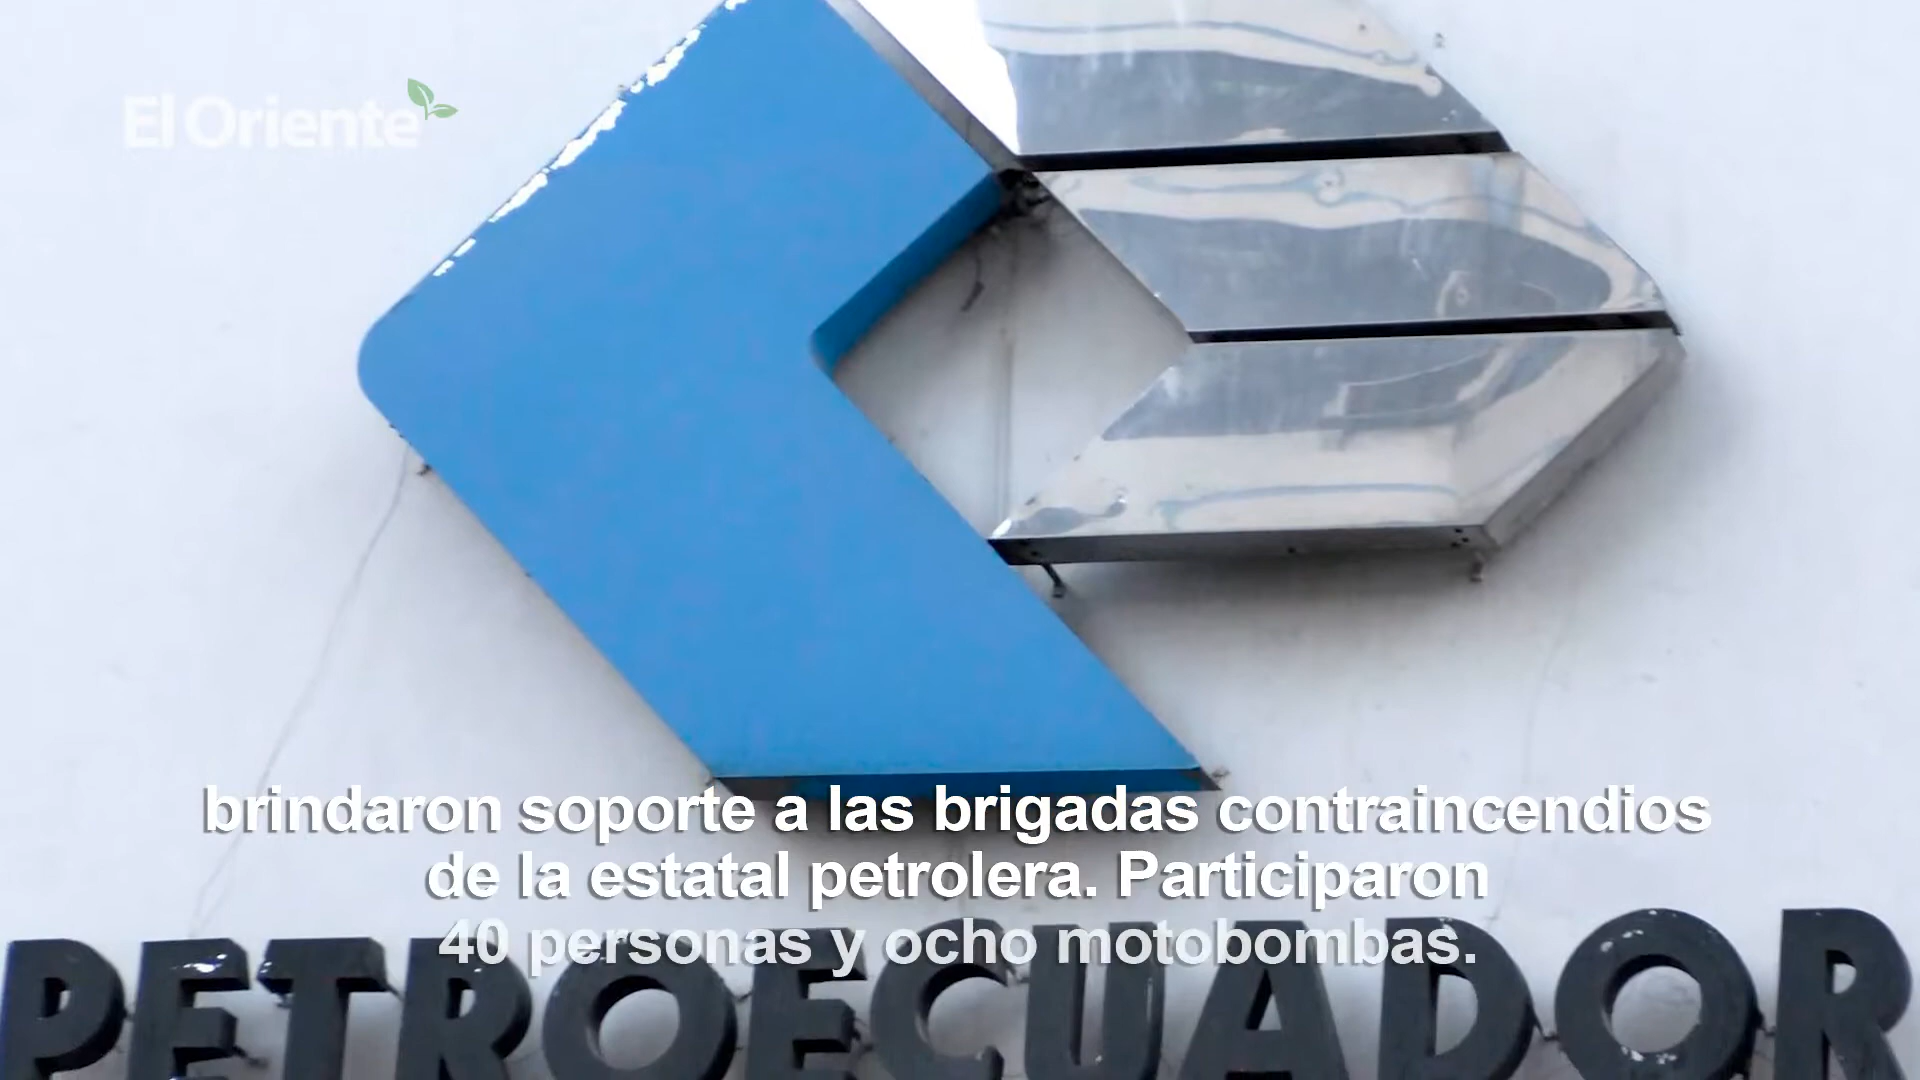 El Oriente
brindaron soporte a las brigadas contraincendios
de la estatal petrolera. Participaron
40 personas y ocho motobombas.
PETROECUADOR